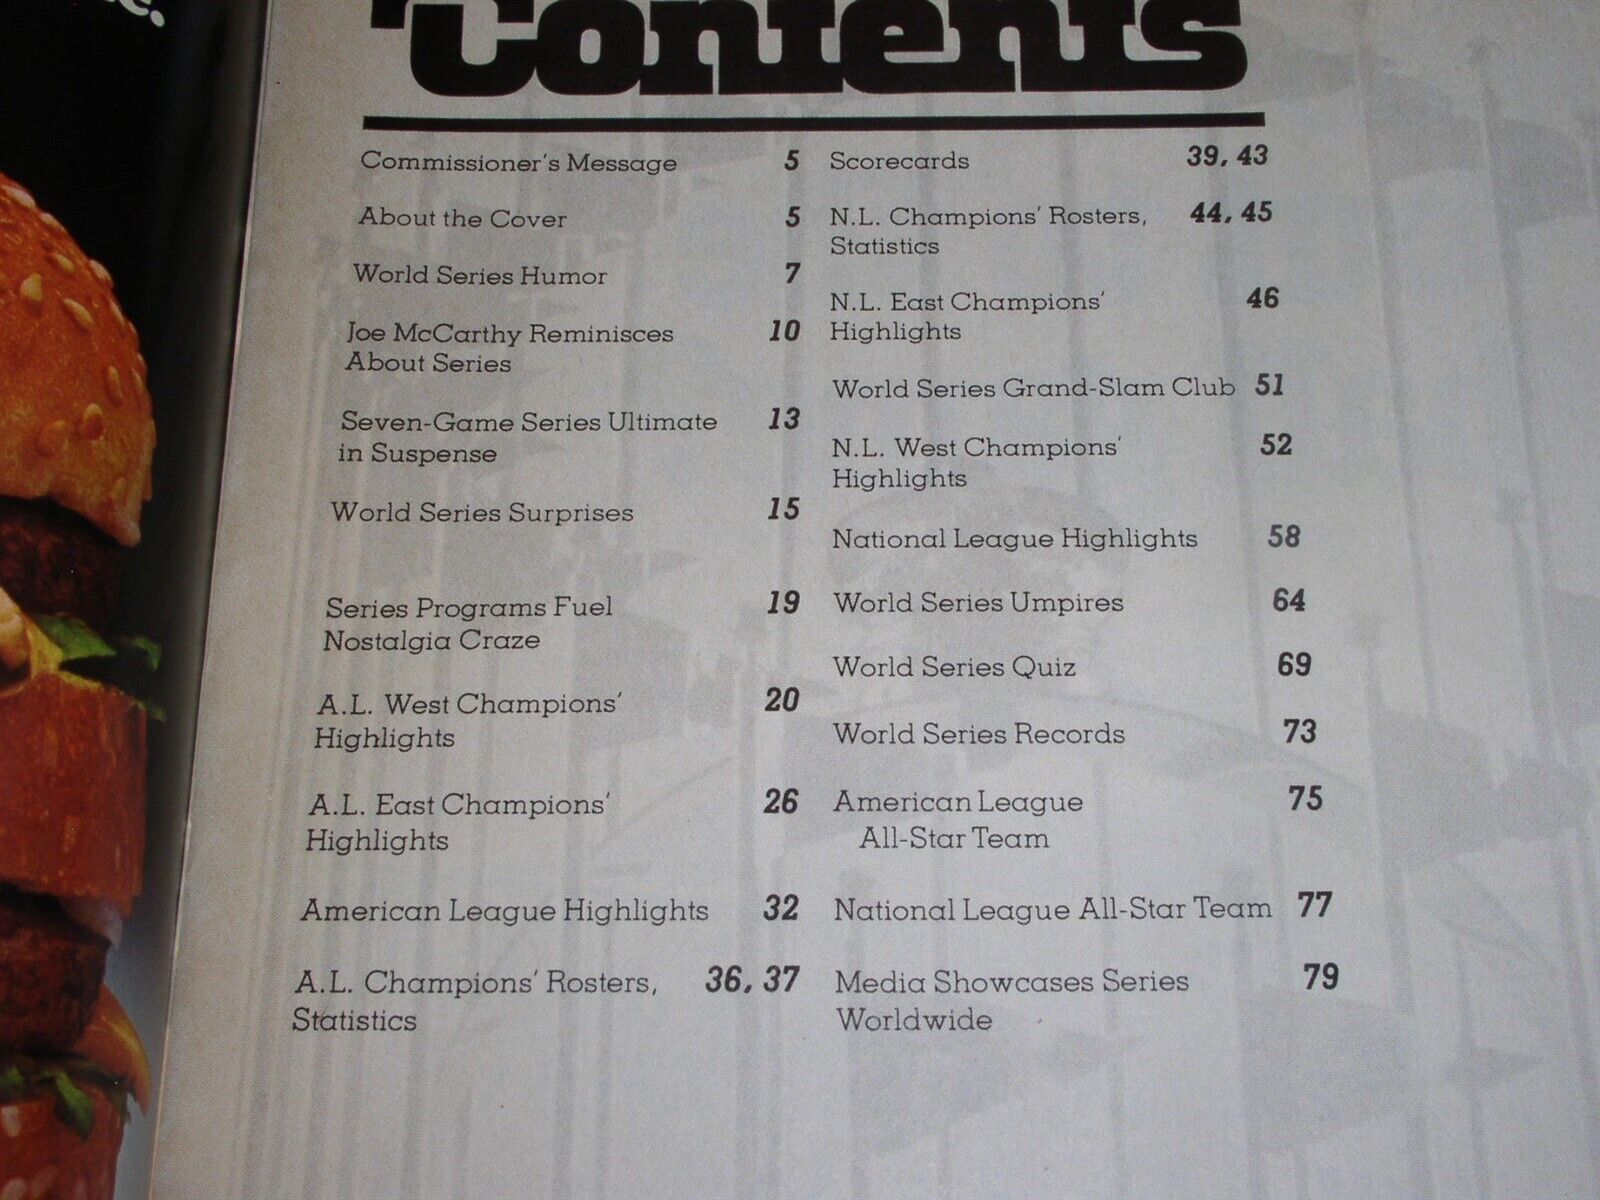 Contents
Commissioner's Message 5
About the Cover 5
World Series Humor 7
Joe McCarthy Reminisces 10
About Series
Seven-Game Series Ultimate 13
in Suspense
World Series Surprises 15
Series Programs Fuel 19
Nostalgia Craze
A.L. West Champions' 20
Highlights
A.L. East Champions' 26
Highlights
American League Highlights 32
A.L. Champions' Rosters, 36, 37
Statistics
Scorecards 39, 43
N.L. Champions' Rosters, 44, 45
Statistics
N.L. East Champions' 46
Highlights
World Series Grand-Slam Club 51
N.L. West Champions' 52
Highlights
National League Highlights 58
World Series Umpires 64
World Series Quiz 69
World Series Records 73
American League 75
All-Star Team
National League All-Star Team 77
Media Showcases Series 79
Worldwide